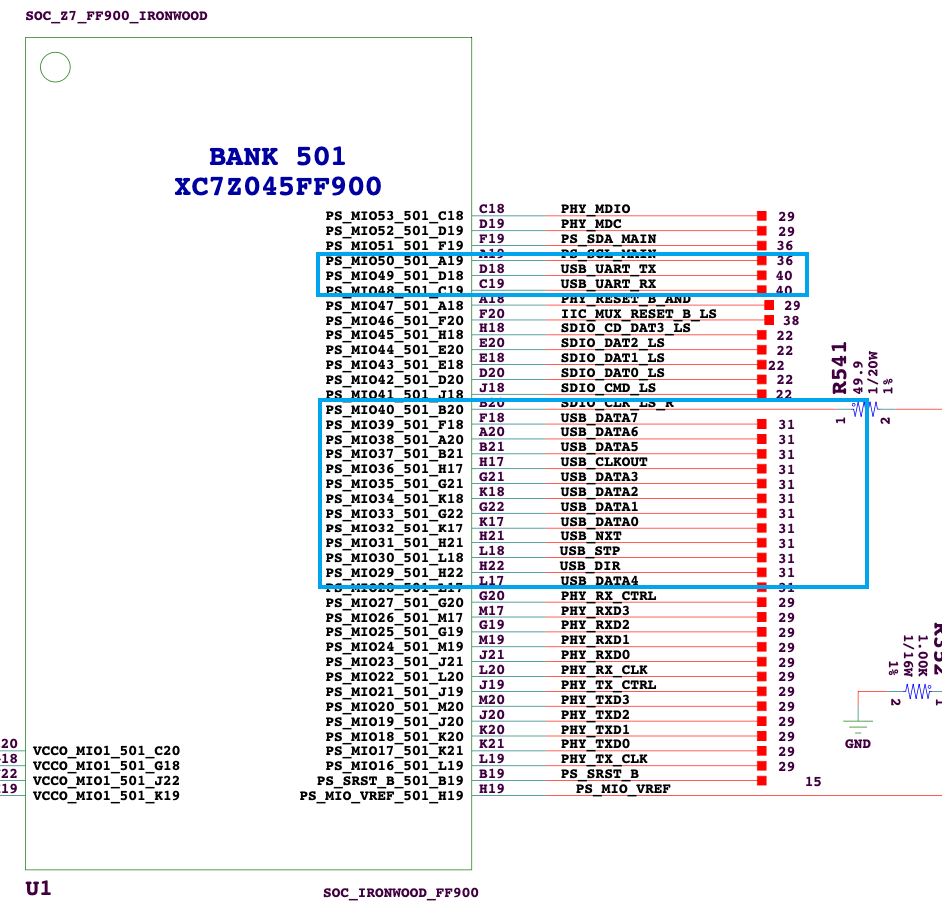 SOC_Z7_FF900_IRONWOOD
BANK 501
XC7Z045FF900
PS_MIO53_501_C18 C18 PHY_MDIO 29
PS_MIO52_501_D19 D19 PHY_MDC 29
PS_MIO51_501_F19 F19 PS_SDA_MAIN 36
PS_MIO50_501_A19 A19 PS_SCL_MAIN 36
PS_MIO49_501_D18 D18 USB_UART_TX 40
PS_MIO48_501_C19 C19 USB_UART_RX 40
PS_MIO47_501_A18 A18 PHY_RESET_B_AND 29
PS_MIO46_501_F20 F20 IIC_MUX_RESET_B_LS 38
PS_MIO45_501_H18 H18 SDIO_CD_DAT3_LS 22
PS_MIO44_501_E20 E20 SDIO_DAT2_LS 22
PS_MIO43_501_E18 E18 SDIO_DAT1_LS 22
PS_MIO42_501_D20 D20 SDIO_DAT0_LS 22
PS_MIO41_501_J18 J18 SDIO_CMD_LS 22
PS_MIO40_501_B20 B20 SDIO_CLK_LS_R
R541
49.9
1/20W
1%
1 2
PS_MIO39_501_F18 F18 USB_DATA7 31
PS_MIO38_501_A20 A20 USB_DATA6 31
PS_MIO37_501_B21 B21 USB_DATA5 31
PS_MIO36_501_H17 H17 USB_CLKOUT 31
PS_MIO35_501_G21 G21 USB_DATA3 31
PS_MIO34_501_K18 K18 USB_DATA2 31
PS_MIO33_501_G22 G22 USB_DATA1 31
PS_MIO32_501_K17 K17 USB_DATA0 31
PS_MIO31_501_H21 H21 USB_NXT 31
PS_MIO30_501_L18 L18 USB_STP 31
PS_MIO29_501_H22 H22 USB_DIR 31
PS_MIO28_501_L17 L17 USB_DATA4 31
PS_MIO27_501_G20 G20 PHY_RX_CTRL 29
PS_MIO26_501_M17 M17 PHY_RXD3 29
PS_MIO25_501_G19 G19 PHY_RXD2 29
PS_MIO24_501_M19 M19 PHY_RXD1 29
PS_MIO23_501_J21 J21 PHY_RXD0 29
PS_MIO22_501_L20 L20 PHY_RX_CLK 29
PS_MIO21_501_J19 J19 PHY_TX_CTRL 29
PS_MIO20_501_M20 M20 PHY_TXD3 29
PS_MIO19_501_J20 J20 PHY_TXD2 29
PS_MIO18_501_K20 K20 PHY_TXD1 29
PS_MIO17_501_K21 K21 PHY_TXD0 29
PS_MIO16_501_L19 L19 PHY_TX_CLK 29
PS_SRST_B_501_B19 B19 PS_SRST_B 15
PS_MIO_VREF_501_H19 H19 PS_MIO_VREF
1.00K
1/16W
1%
2 1
GND
VCCO_MIO1_501_C20
VCCO_MIO1_501_G18
VCCO_MIO1_501_J22
VCCO_MIO1_501_K19
U1
SOC_IRONWOOD_FF900